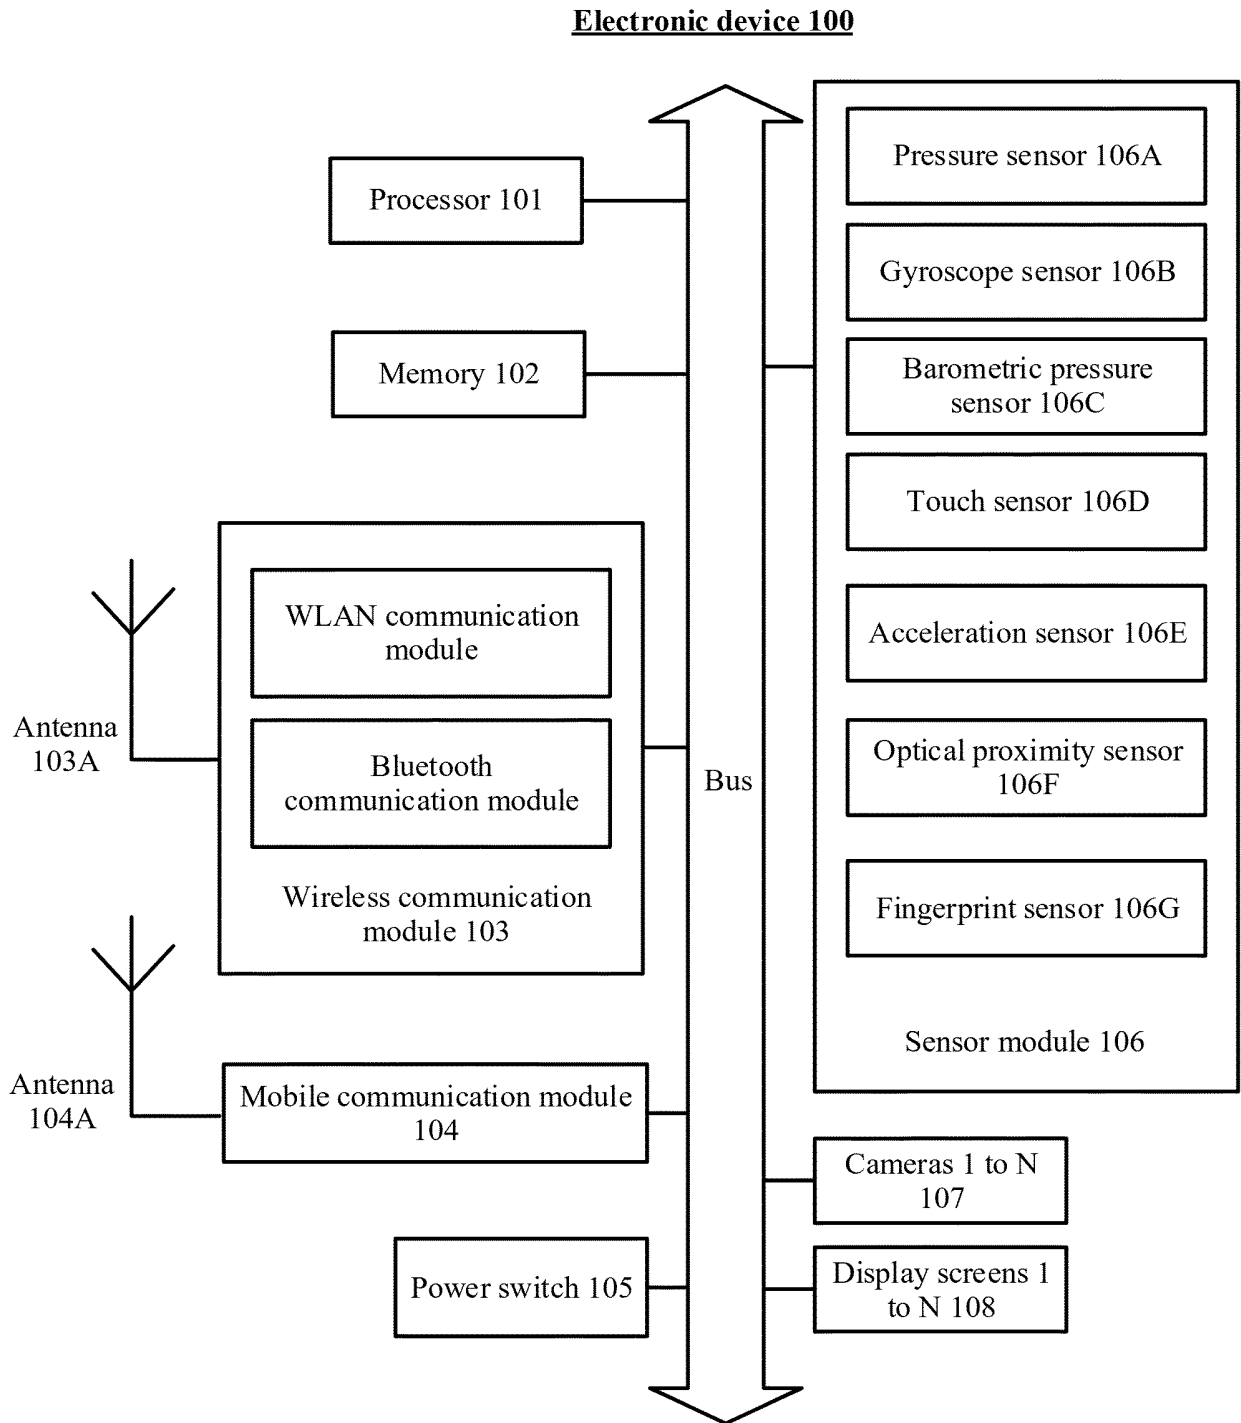 Electronic device 100
Processor 101
Memory 102
WLAN communication
module
Bluetooth
communication module
Wireless communication
module 103
Antenna
103A
Mobile communication module
104
Antenna
104A
Power switch 105
Bus
Pressure sensor 106A
Gyroscope sensor 106B
Barometric pressure
sensor 106C
Touch sensor 106D
Acceleration sensor 106E
Optical proximity sensor
106F
Fingerprint sensor 106G
Sensor module 106
Cameras 1 to N
107
Display screens 1
to N 108